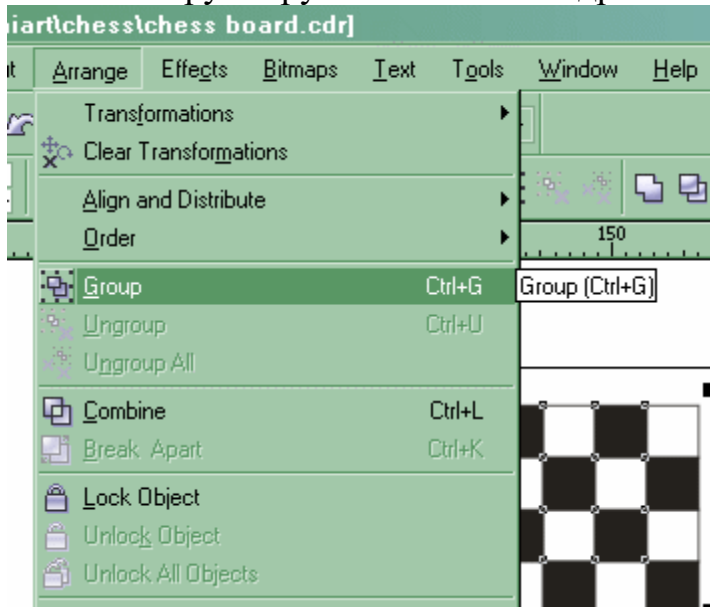 niart\chess\chess board.cdr]
Arrange Effects Bitmaps Text Tools Window Help
Transformations
Clear Transformations
Align and Distribute
Order
150
Group Ctrl+G
Group (Ctrl+G)
Ungroup Ctrl+U
Ungroup All
Combine Ctrl+L
Break Apart Ctrl+K
Lock Object
Unlock Object
Unlock All Objects